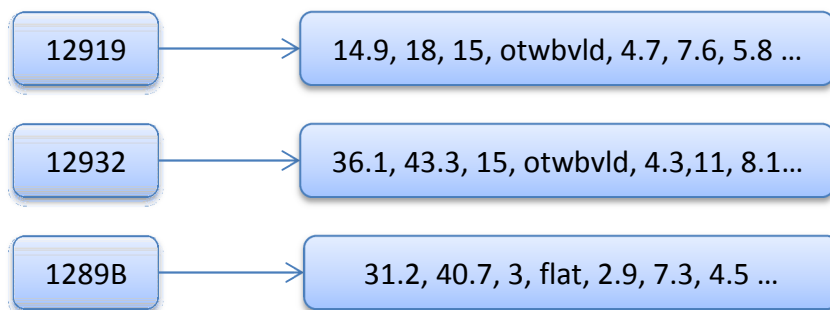 12919 14.9, 18, 15, otwbvld, 4.7, 7.6, 5.8 ...
12932 36.1, 43.3, 15, otwbvld, 4.3,11, 8.1...
1289B 31.2, 40.7, 3, flat, 2.9, 7.3, 4.5 ...